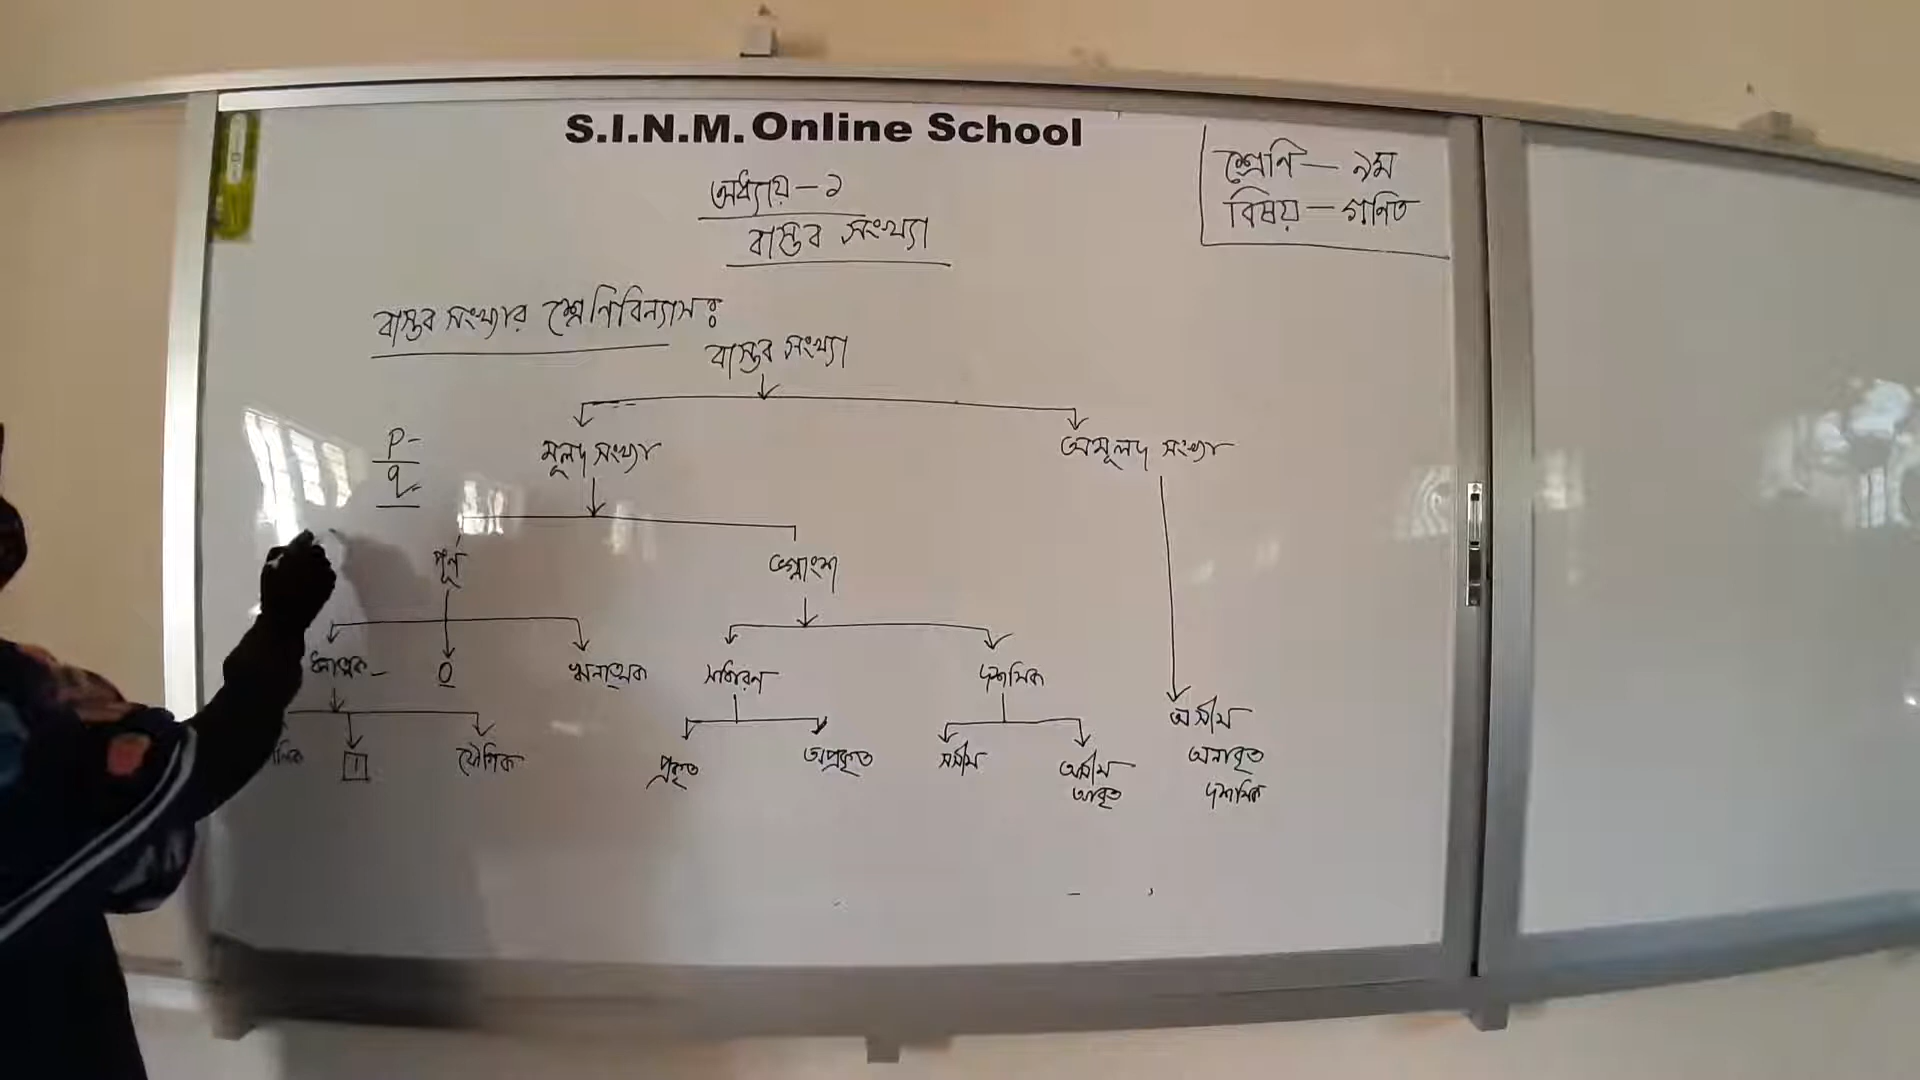 S.I.N.M. Online School
শ্রেণি — ৯ম
বিষয় — গণিত
অধ্যায় – ১
বাস্তব সংখ্যা
বাস্তব সংখ্যার শ্রেণিবিন্যাসঃ
বাস্তব সংখ্যা
p
q
মূলদ সংখ্যা
অমূলদ সংখ্যা
পূর্ণ
ভগ্নাংশ
ধনাত্মক
0
ঋনাত্মক
সাধারন
দশমিক
1
যৌগিক
প্রকৃত
অপ্রকৃত
সসীম
অসীম
আবৃত
অসীম
অনাবৃত
দশমিক